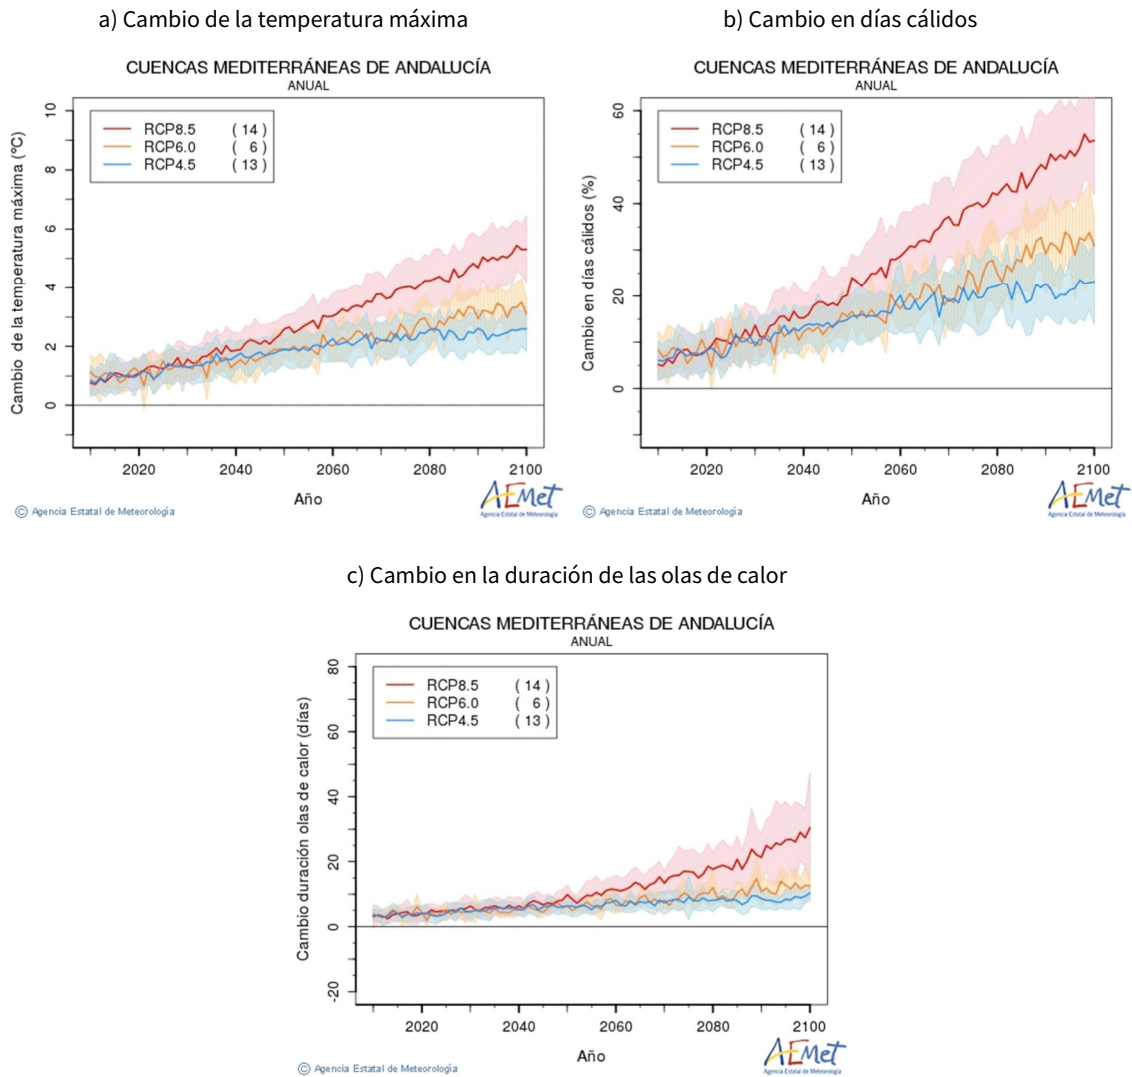 a) Cambio de la temperatura máxima
CUENCAS MEDITERRÁNEAS DE ANDALUCÍA
ANUAL
Cambio de la temperatura máxima (ºC)
10
8
6
4
2
0
RCP8.5 ( 14 )
RCP6.0 ( 6 )
RCP4.5 ( 13 )
2020 2040 2060 2080 2100
Año
© Agencia Estatal de Meteorología
AEMet
Agencia Estatal de Meteorología
b) Cambio en días cálidos
CUENCAS MEDITERRÁNEAS DE ANDALUCÍA
ANUAL
Cambio en días cálidos (%)
60
40
20
0
RCP8.5 ( 14 )
RCP6.0 ( 6 )
RCP4.5 ( 13 )
2020 2040 2060 2080 2100
Año
© Agencia Estatal de Meteorología
AEMet
Agencia Estatal de Meteorología
c) Cambio en la duración de las olas de calor
CUENCAS MEDITERRÁNEAS DE ANDALUCÍA
ANUAL
Cambio duración olas de calor (días)
80
60
40
20
0
-20
RCP8.5 ( 14 )
RCP6.0 ( 6 )
RCP4.5 ( 13 )
2020 2040 2060 2080 2100
Año
© Agencia Estatal de Meteorología
AEMet
Agencia Estatal de Meteorología